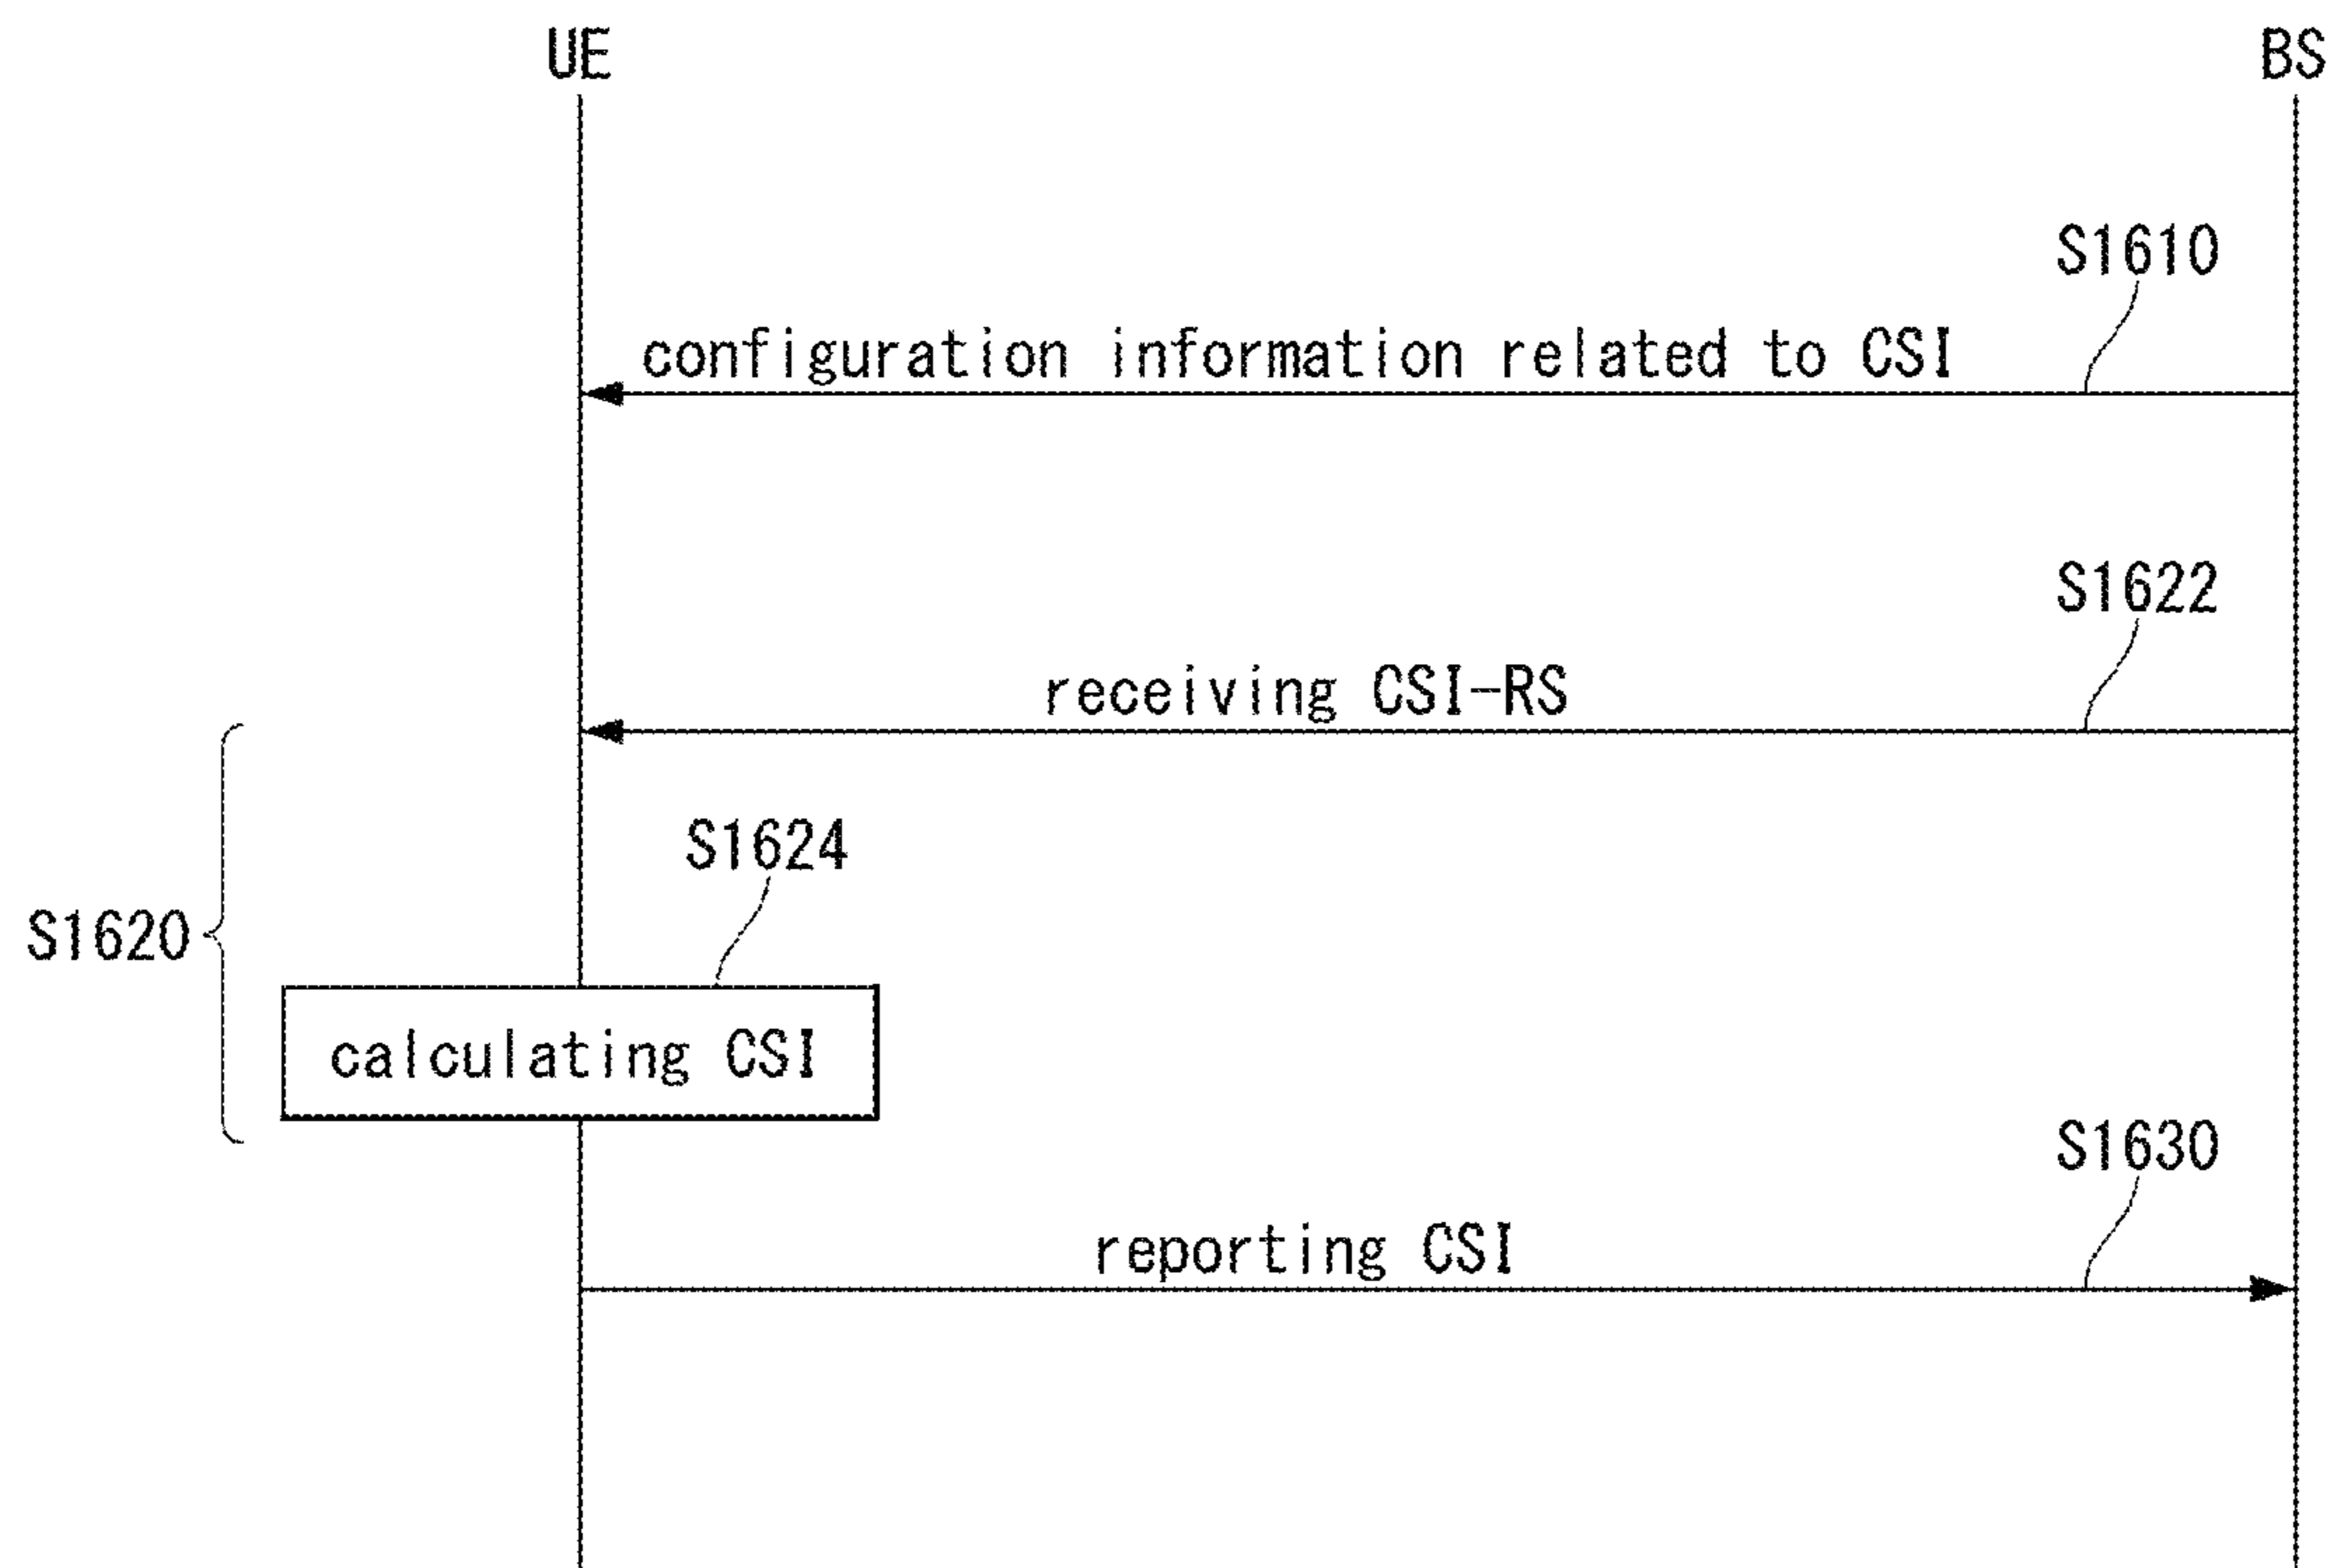 UE
BS
S1610
configuration information related to CSI
S1622
receiving CSI-RS
S1624
S1620
calculating CSI
S1630
reporting CSI